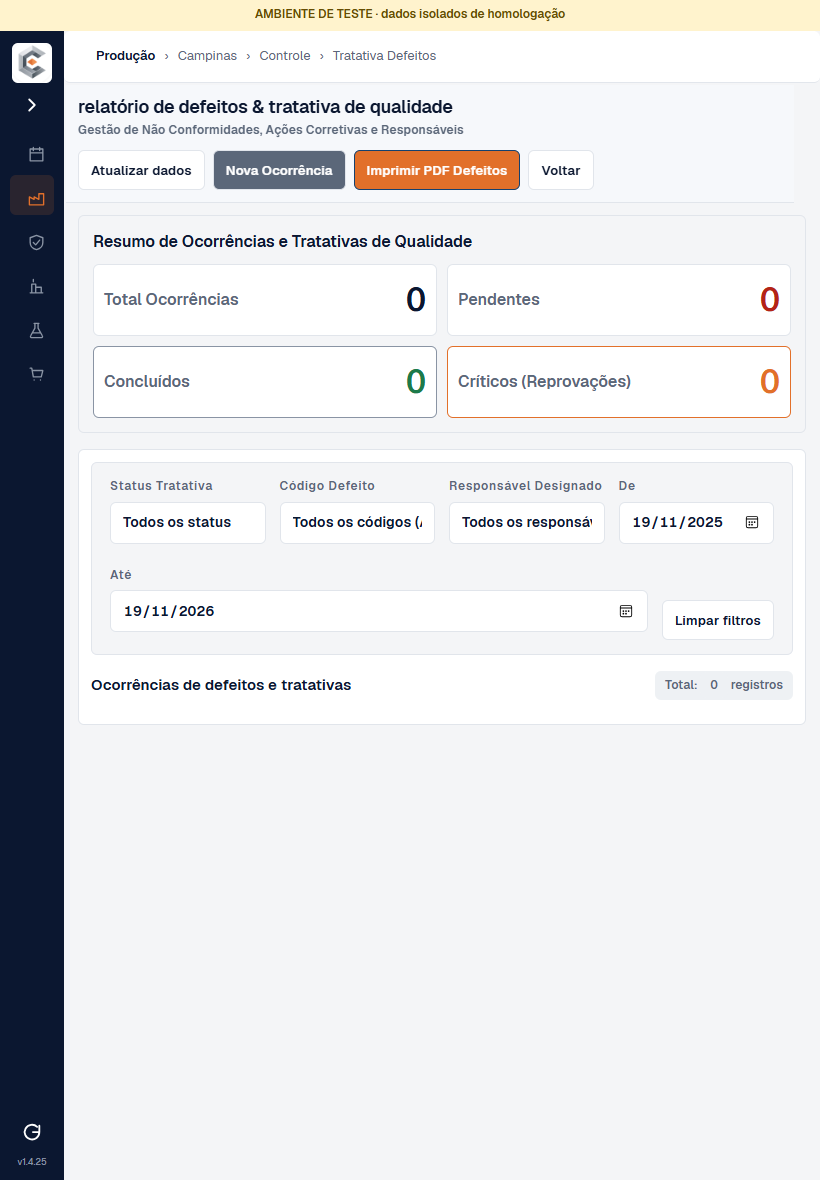 AMBIENTE DE TESTE · dados isolados de homologação
Produção › Campinas › Controle › Tratativa Defeitos
relatório de defeitos & tratativa de qualidade
Gestão de Não Conformidades, Ações Corretivas e Responsáveis
Atualizar dados Nova Ocorrência Imprimir PDF Defeitos Voltar
Resumo de Ocorrências e Tratativas de Qualidade
Total Ocorrências 0 Pendentes 0
Concluídos 0 Críticos (Reprovações) 0
Status Tratativa Código Defeito Responsável Designado De
Todos os status Todos os códigos ( Todos os responsáv 19/11/2025
Até
19/11/2026 Limpar filtros
Ocorrências de defeitos e tratativas Total: 0 registros
v1.4.25